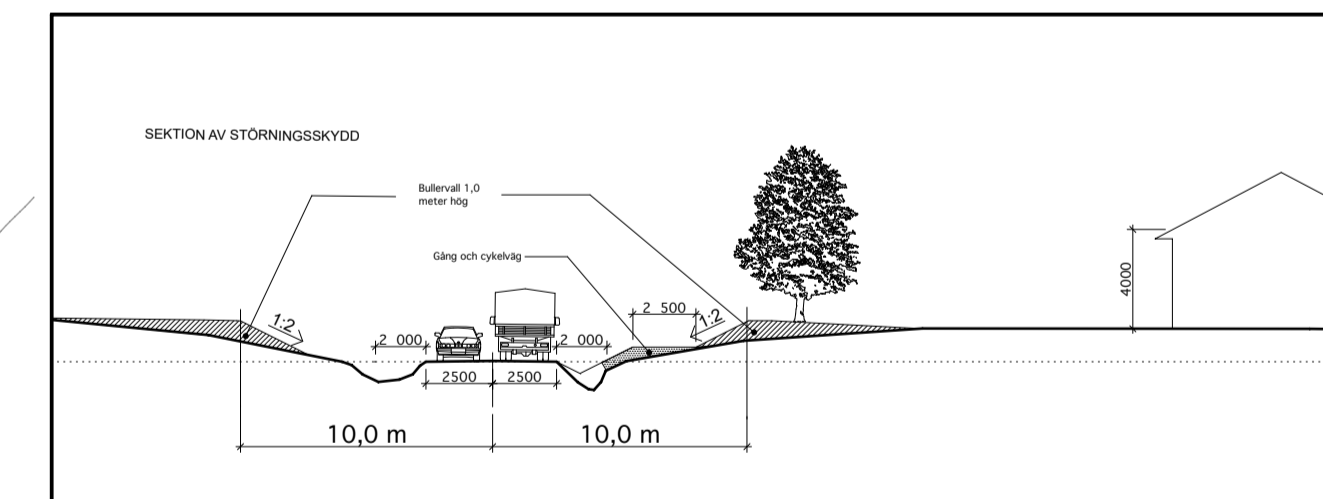 SEKTION AV STÖRNINGSSKYDD
Bullervall 1,0
meter hög
Gång och cykelväg
4000
2 500
1:2
1:2
2 000
2 000
2500
2500
10,0 m
10,0 m